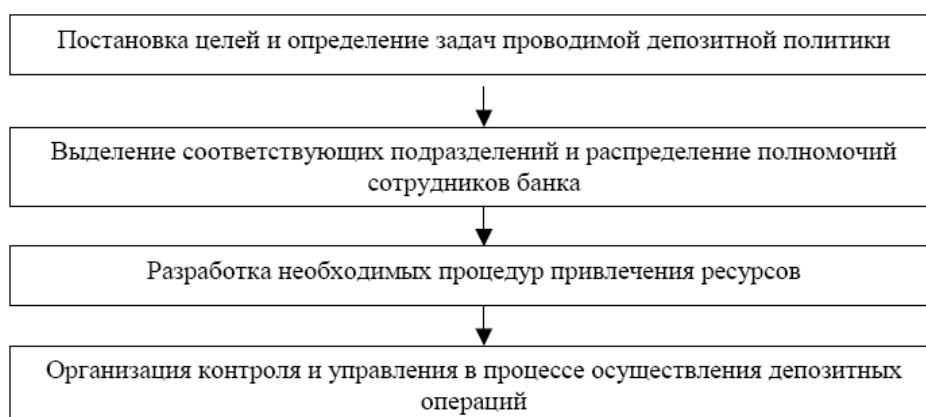 Постановка целей и определение задач проводимой депозитной политики
Выделение соответствующих подразделений и распределение полномочий
сотрудников банка
Разработка необходимых процедур привлечения ресурсов
Организация контроля и управления в процессе осуществления депозитных
операций